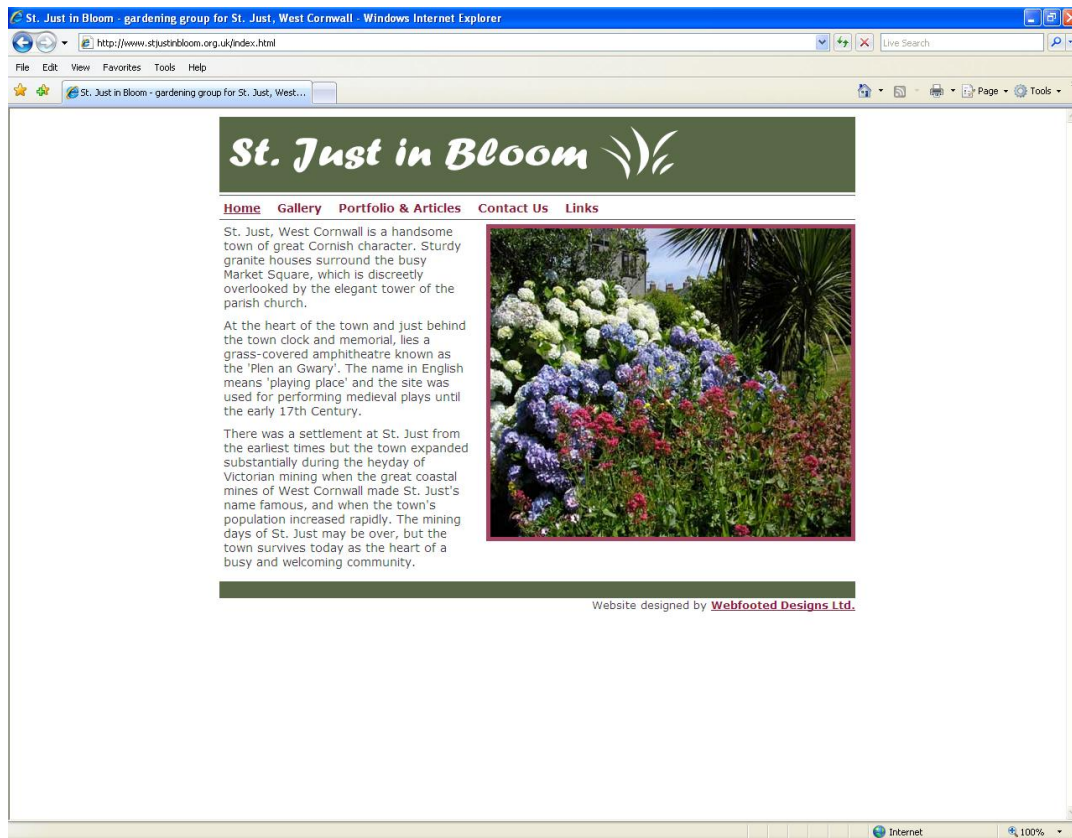 St. Just in Bloom - gardening group for St. Just, West Cornwall - Windows Internet Explorer
http://www.stjustinbloom.org.uk/index.html
Live Search
File Edit View Favorites Tools Help
St. Just in Bloom - gardening group for St. Just, West...
Page Tools
St. Just in Bloom
Home Gallery Portfolio & Articles Contact Us Links
St. Just, West Cornwall is a handsome
town of great Cornish character. Sturdy
granite houses surround the busy
Market Square, which is discreetly
overlooked by the elegant tower of the
parish church.
At the heart of the town and just behind
the town clock and memorial, lies a
grass-covered amphitheatre known as
the 'Plen an Gwary'. The name in English
means 'playing place' and the site was
used for performing medieval plays until
the early 17th Century.
There was a settlement at St. Just from
the earliest times but the town expanded
substantially during the heyday of
Victorian mining when the great coastal
mines of West Cornwall made St. Just's
name famous, and when the town's
population increased rapidly. The mining
days of St. Just may be over, but the
town survives today as the heart of a
busy and welcoming community.
Website designed by Webfooted Designs Ltd.
Internet
100%